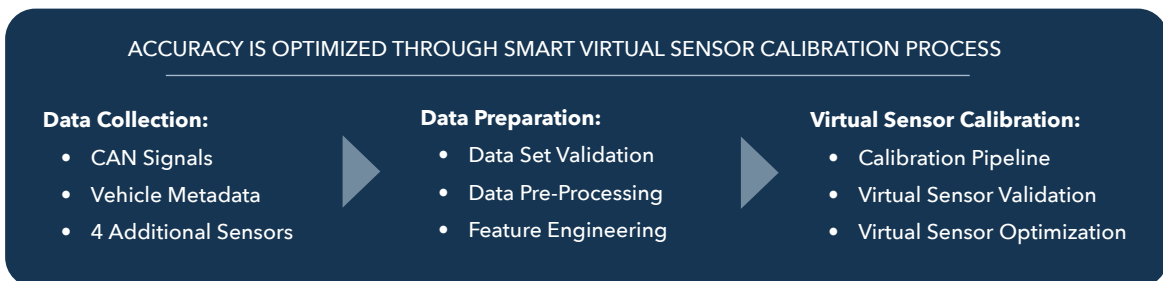 ACCURACY IS OPTIMIZED THROUGH SMART VIRTUAL SENSOR CALIBRATION PROCESS
Data Collection:
• CAN Signals
• Vehicle Metadata
• 4 Additional Sensors
Data Preparation:
• Data Set Validation
• Data Pre-Processing
• Feature Engineering
Virtual Sensor Calibration:
• Calibration Pipeline
• Virtual Sensor Validation
• Virtual Sensor Optimization